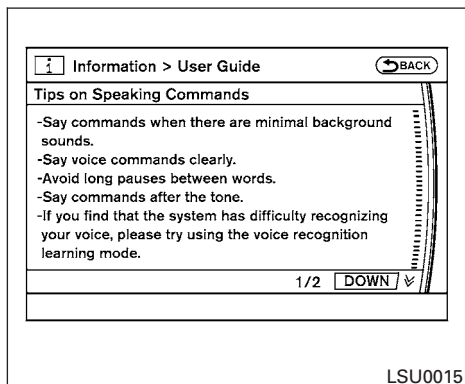 i Information > User Guide
BACK
Tips on Speaking Commands
-Say commands when there are minimal background
sounds.
-Say voice commands clearly.
-Avoid long pauses between words.
-Say commands after the tone.
-If you find that the system has difficulty recognizing
your voice, please try using the voice recognition
learning mode.
1/2 DOWN
LSU0015